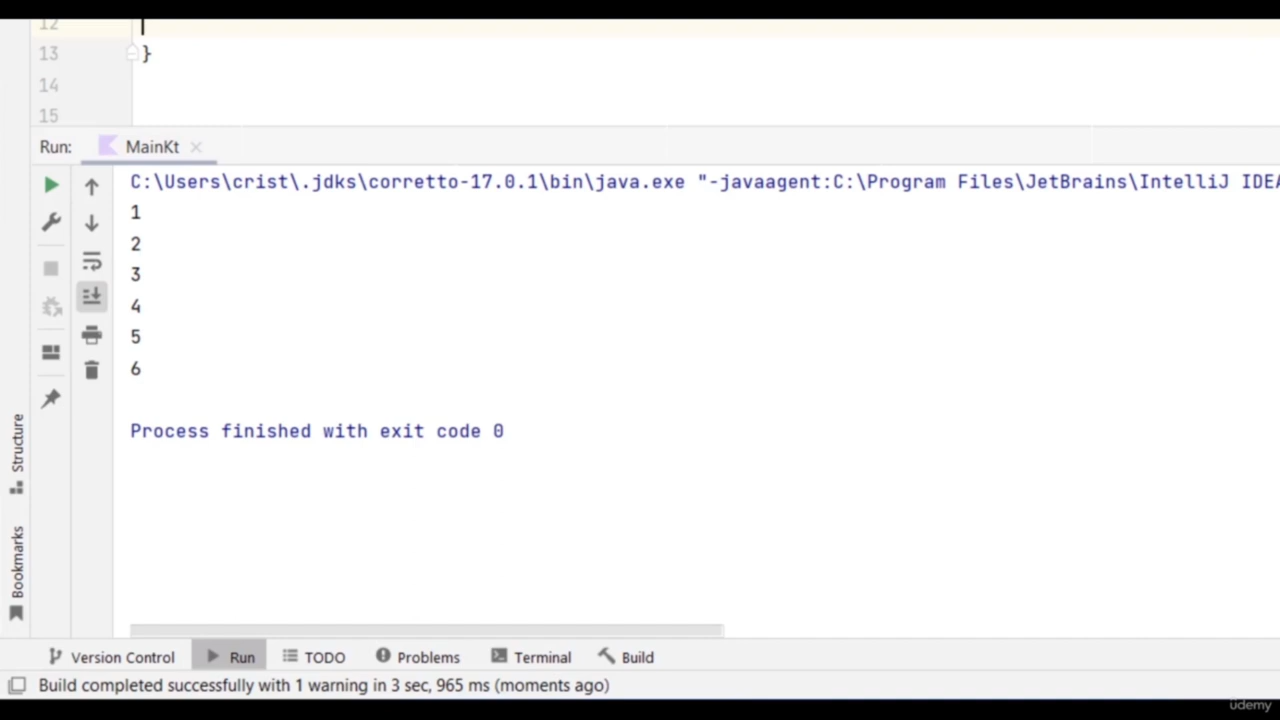 12
13 }
14
15
Run: MainKt
C:\Users\crist\.jdks\corretto-17.0.1\bin\java.exe "-javaagent:C:\Program Files\JetBrains\IntelliJ IDEA
1
2
3
4
5
6
Process finished with exit code 0
Structure
Bookmarks
Version Control Run TODO Problems Terminal Build
Build completed successfully with 1 warning in 3 sec, 965 ms (moments ago)
ûdemy